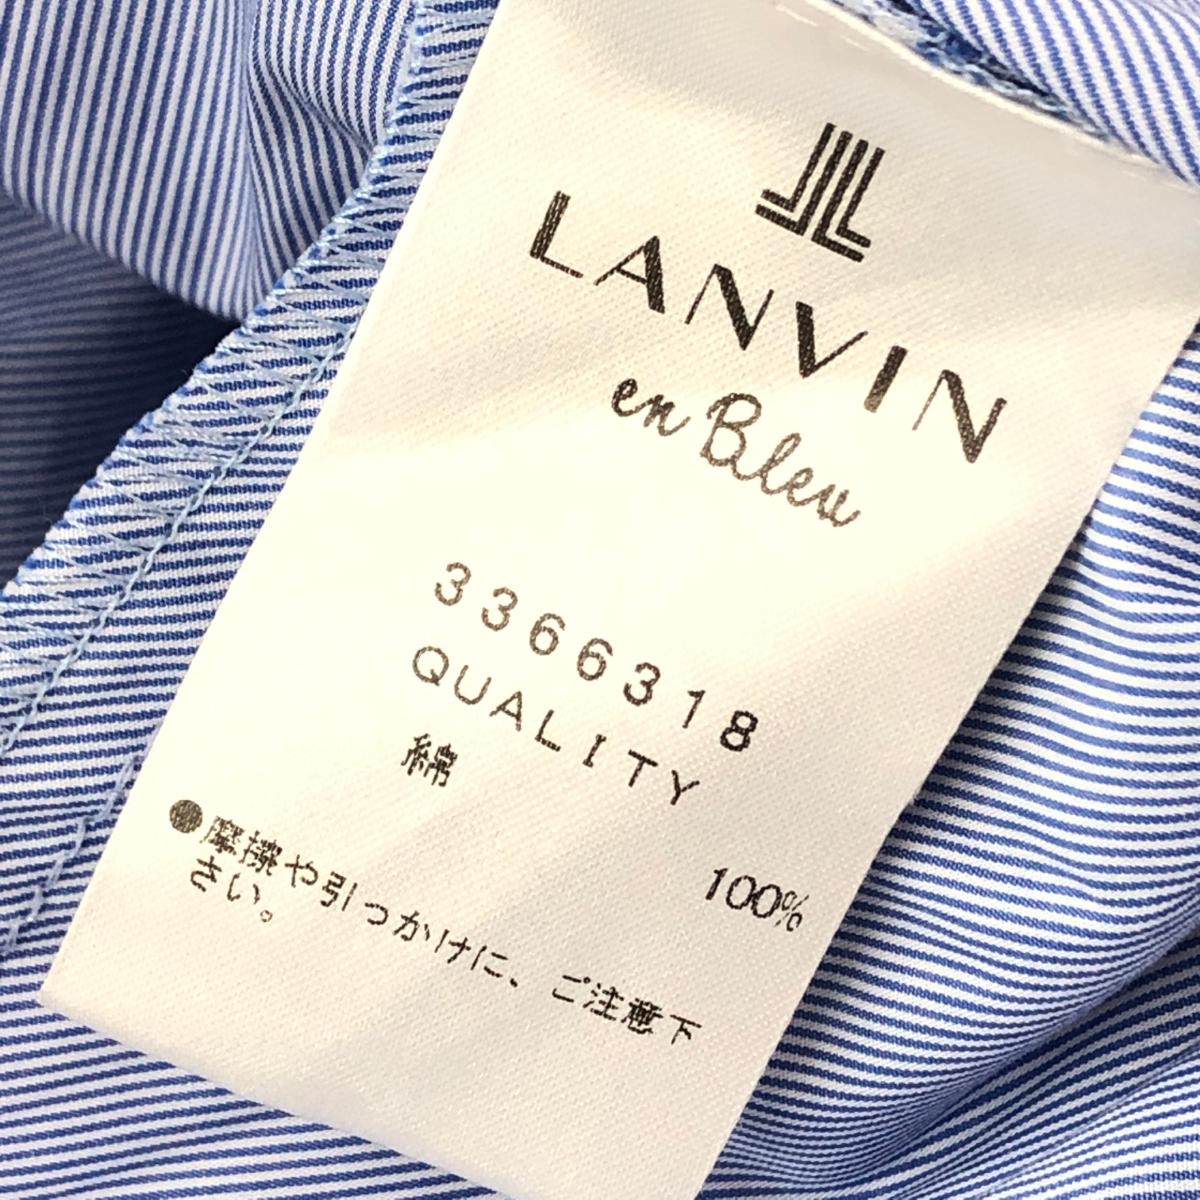 LANVIN
en Bleu
3366318
QUALITY
綿 100%
●摩擦や引っかけに、ご注意下
さい。